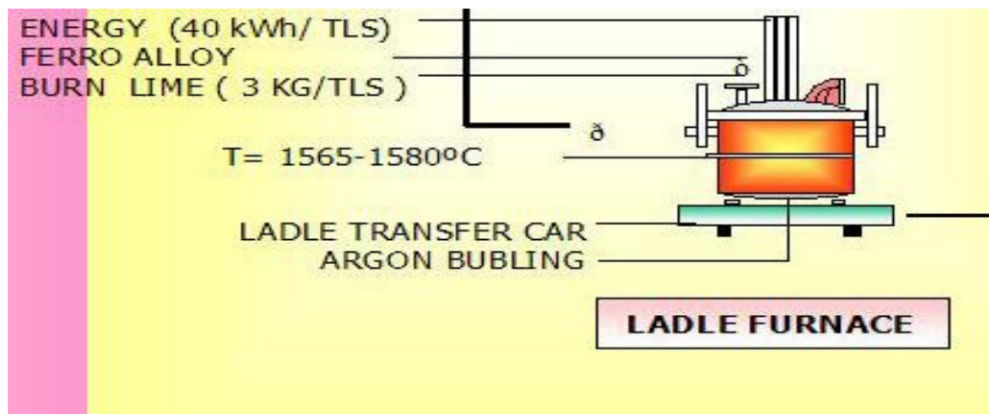 ENERGY (40 kWh/ TLS)
FERRO ALLOY
BURN LIME ( 3 KG/TLS )
ð
ð
T= 1565-1580ºC
LADLE TRANSFER CAR
ARGON BUBLING
LADLE FURNACE